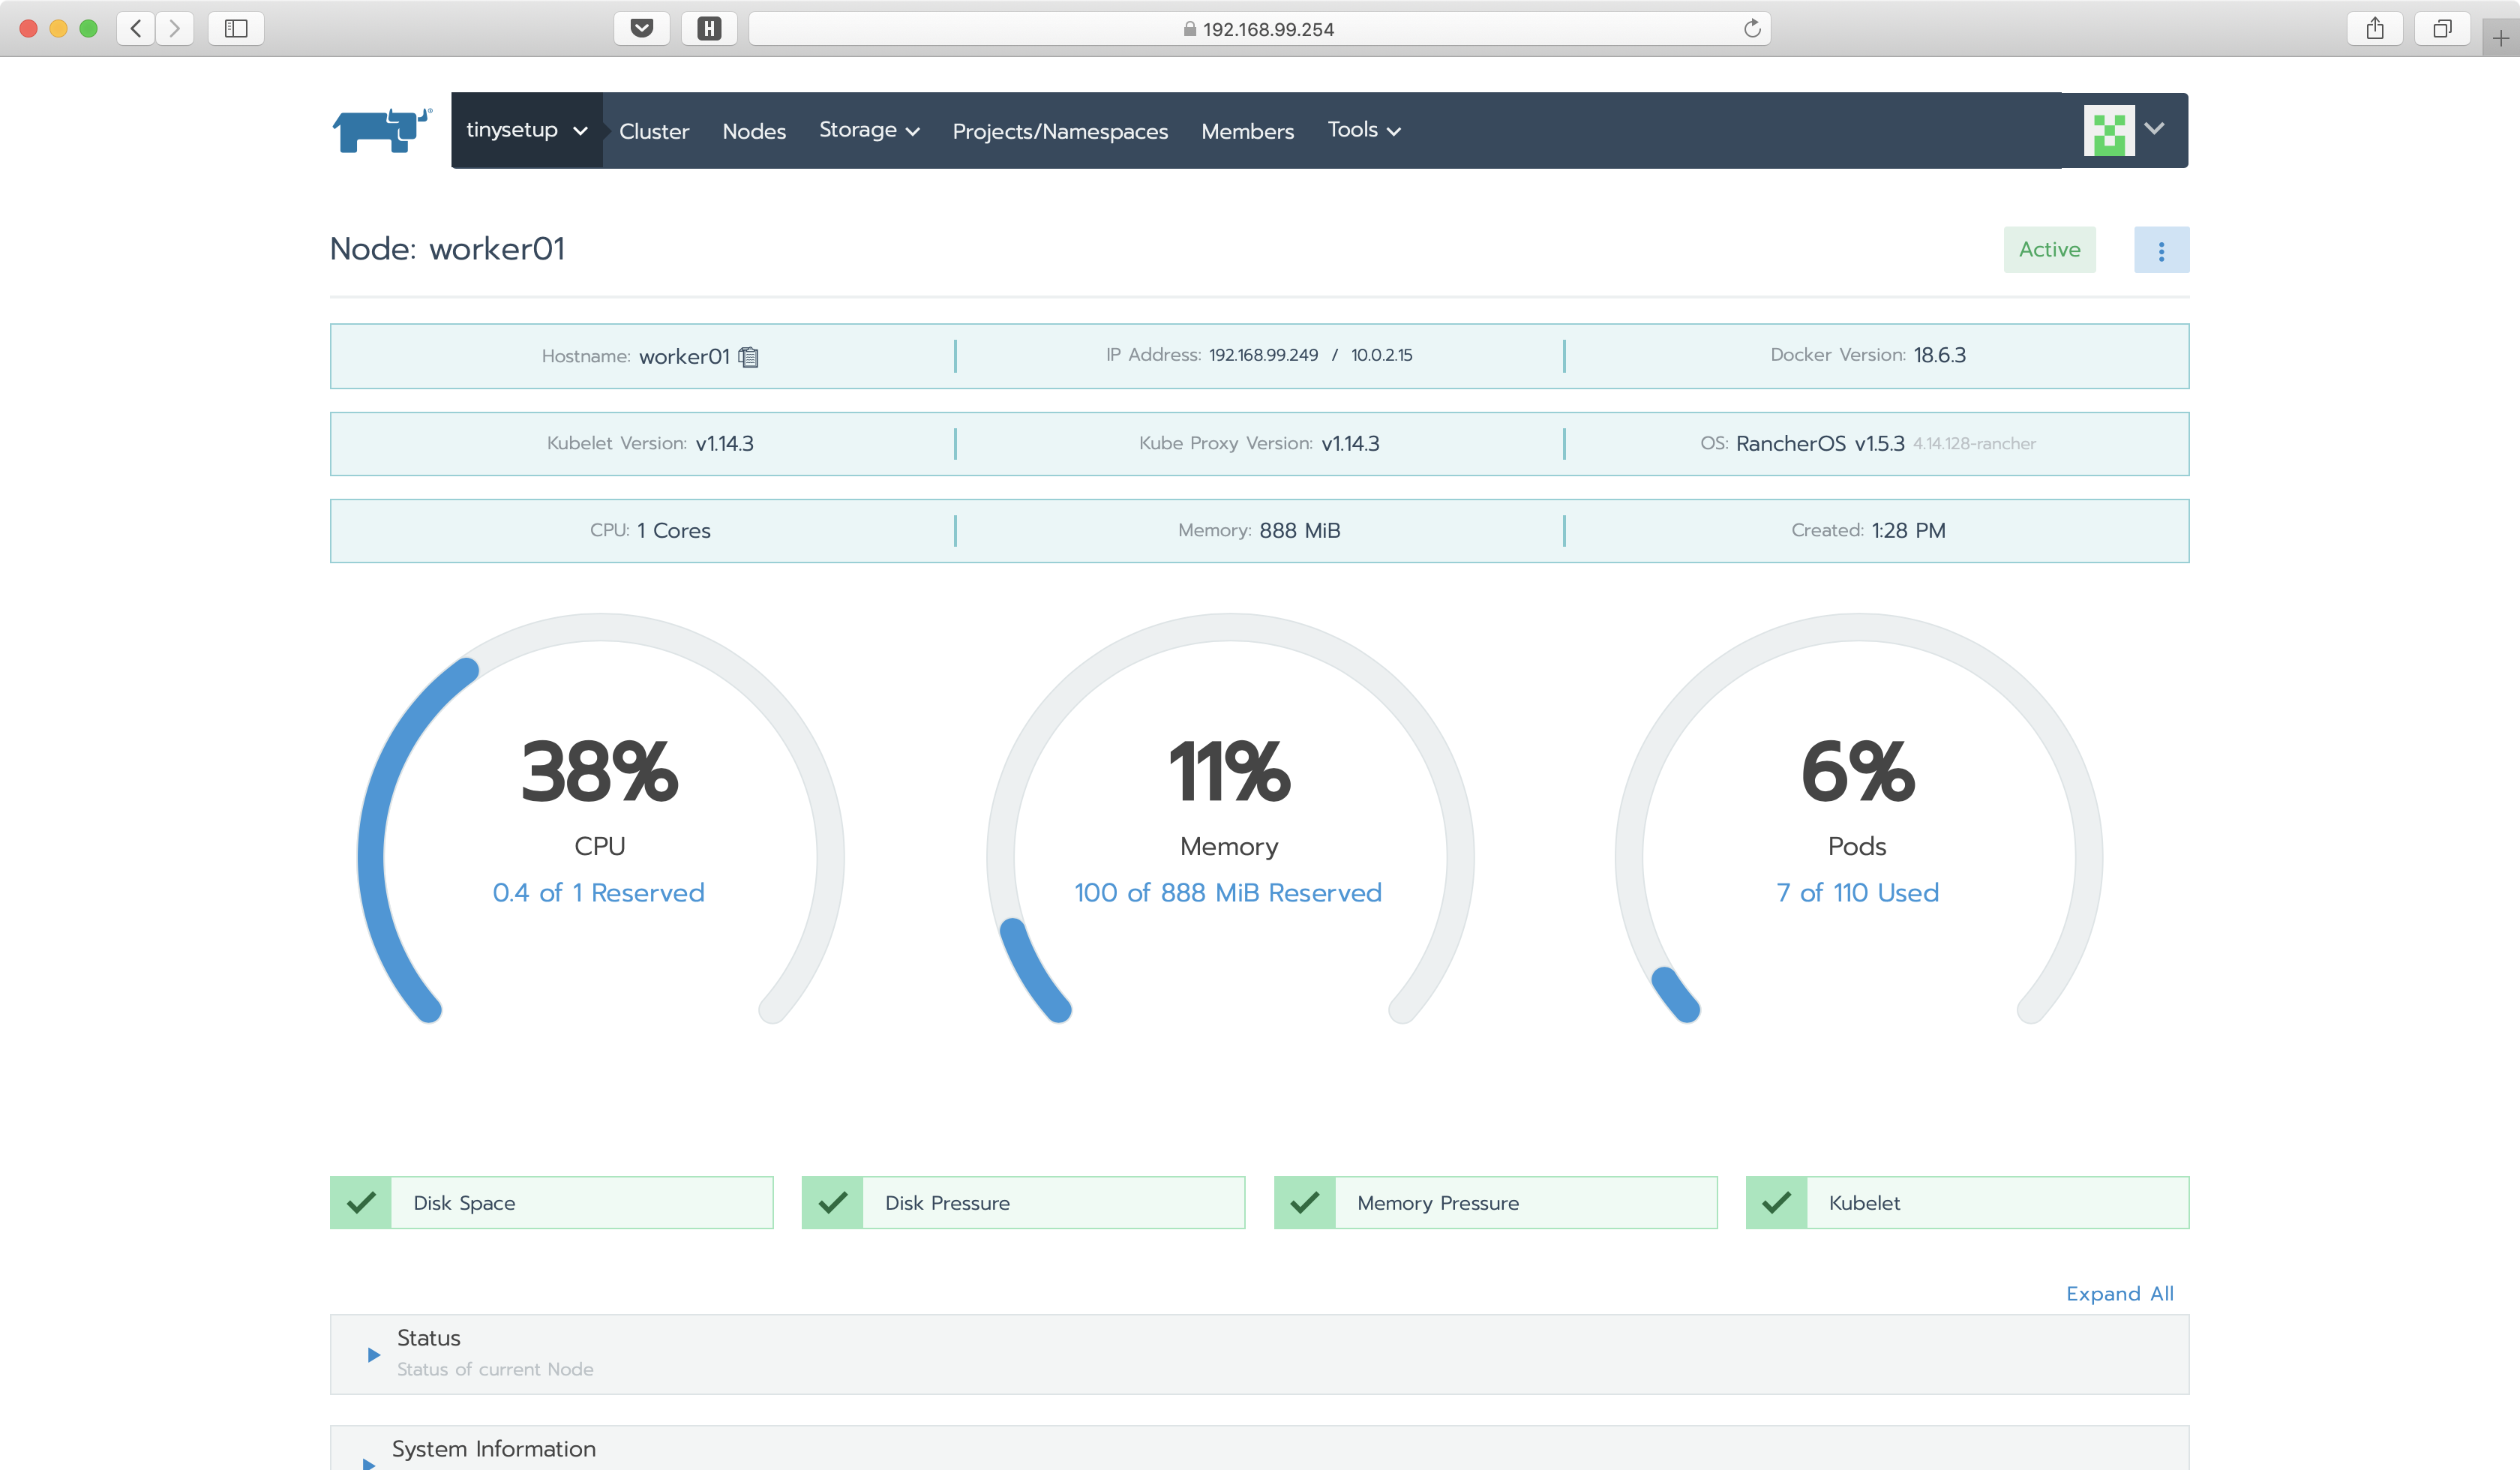 192.168.99.254
tinysetup Cluster Nodes Storage Projects/Namespaces Members Tools
Node: worker01
Active
Hostname: worker01 IP Address: 192.168.99.249 / 10.0.2.15 Docker Version: 18.6.3
Kubelet Version: v1.14.3 Kube Proxy Version: v1.14.3 OS: RancherOS v1.5.3 4.14.128-rancher
CPU: 1 Cores Memory: 888 MiB Created: 1:28 PM
38%
CPU
0.4 of 1 Reserved
11%
Memory
100 of 888 MiB Reserved
6%
Pods
7 of 110 Used
Disk Space
Disk Pressure
Memory Pressure
Kubelet
Expand All
Status
Status of current Node
System Information